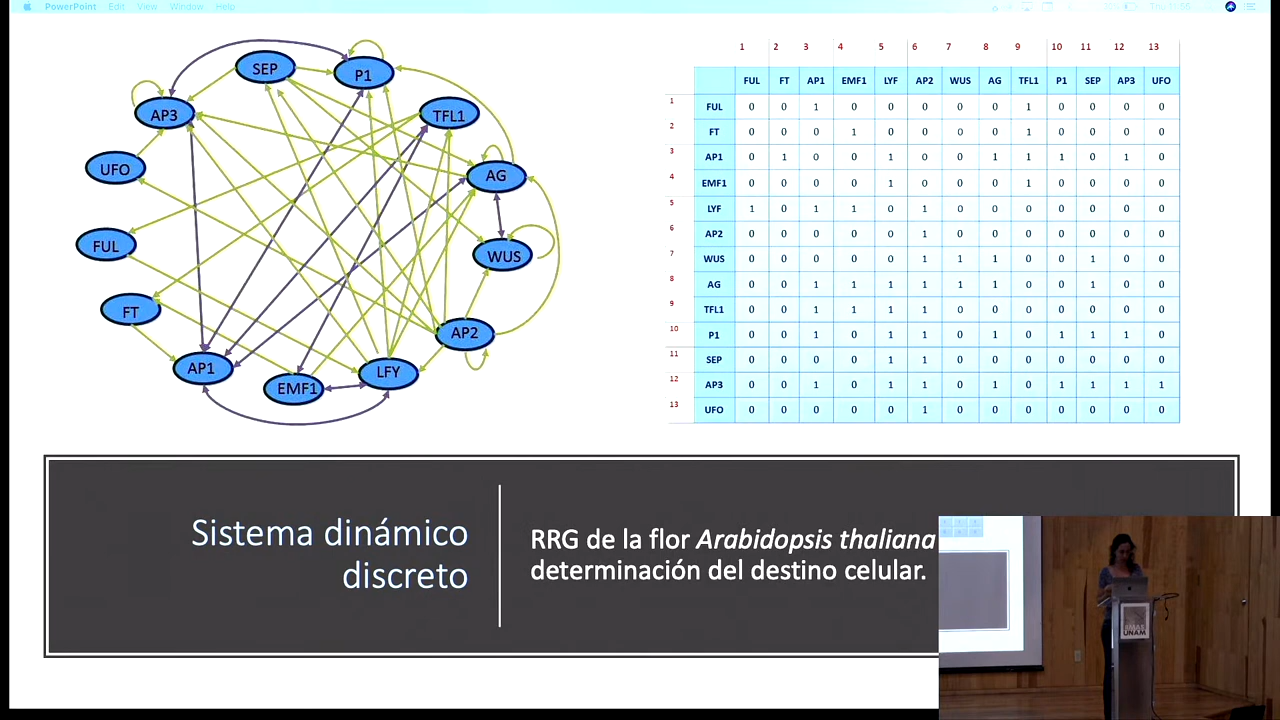 PowerPoint Edit View Window Help
SEP
P1
AP3
TFL1
UFO
AG
FUL
WUS
FT
AP2
AP1
EMF1
LFY
1 2 3 4 5 6 7 8 9 10 11 12 13
FUL FT AP1 EMF1 LYF AP2 WUS AG TFL1 P1 SEP AP3 UFO
1 FUL 0 0 1 0 0 0 0 0 1 0 0 0 0
2 FT 0 0 0 1 0 0 0 0 1 0 0 0 0
3 AP1 0 1 0 0 1 0 0 1 1 1 0 1 0
4 EMF1 0 0 0 0 1 0 0 0 1 0 0 0 0
5 LYF 1 0 1 1 0 1 0 0 0 0 0 0 0
6 AP2 0 0 0 0 0 1 0 0 0 0 0 0 0
7 WUS 0 0 0 0 0 1 1 1 0 0 1 0 0
8 AG 0 0 1 1 1 1 1 1 1 0 1 0 0
9 TFL1 0 0 1 1 1 1 0 0 0 0 0 0 0
10 P1 0 0 1 0 1 1 0 1 0 1 1 1 0
11 SEP 0 0 0 0 1 1 0 0 0 0 0 0 0
12 AP3 0 0 1 0 1 1 0 1 0 1 1 1 1
13 UFO 0 0 0 0 0 1 0 0 0 0 0 0 0
Sistema dinámico
discreto
RRG de la flor Arabidopsis thaliana
determinación del destino celular.
UNAM